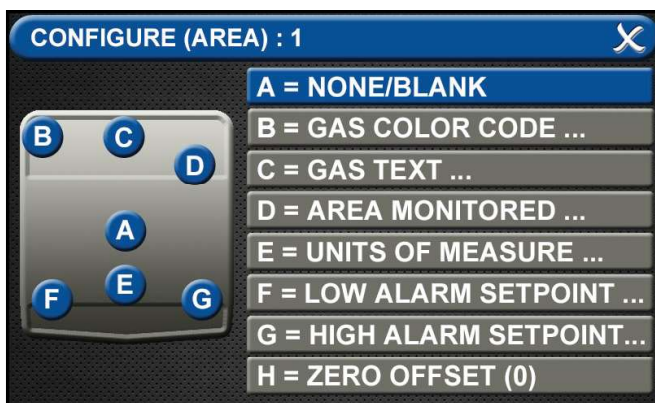 CONFIGURE (AREA) : 1
X
A = NONE/BLANK
B = GAS COLOR CODE ...
C = GAS TEXT ...
D = AREA MONITORED ...
E = UNITS OF MEASURE ...
F = LOW ALARM SETPOINT ...
G = HIGH ALARM SETPOINT...
H = ZERO OFFSET (0)
B
C
D
A
E
F
G